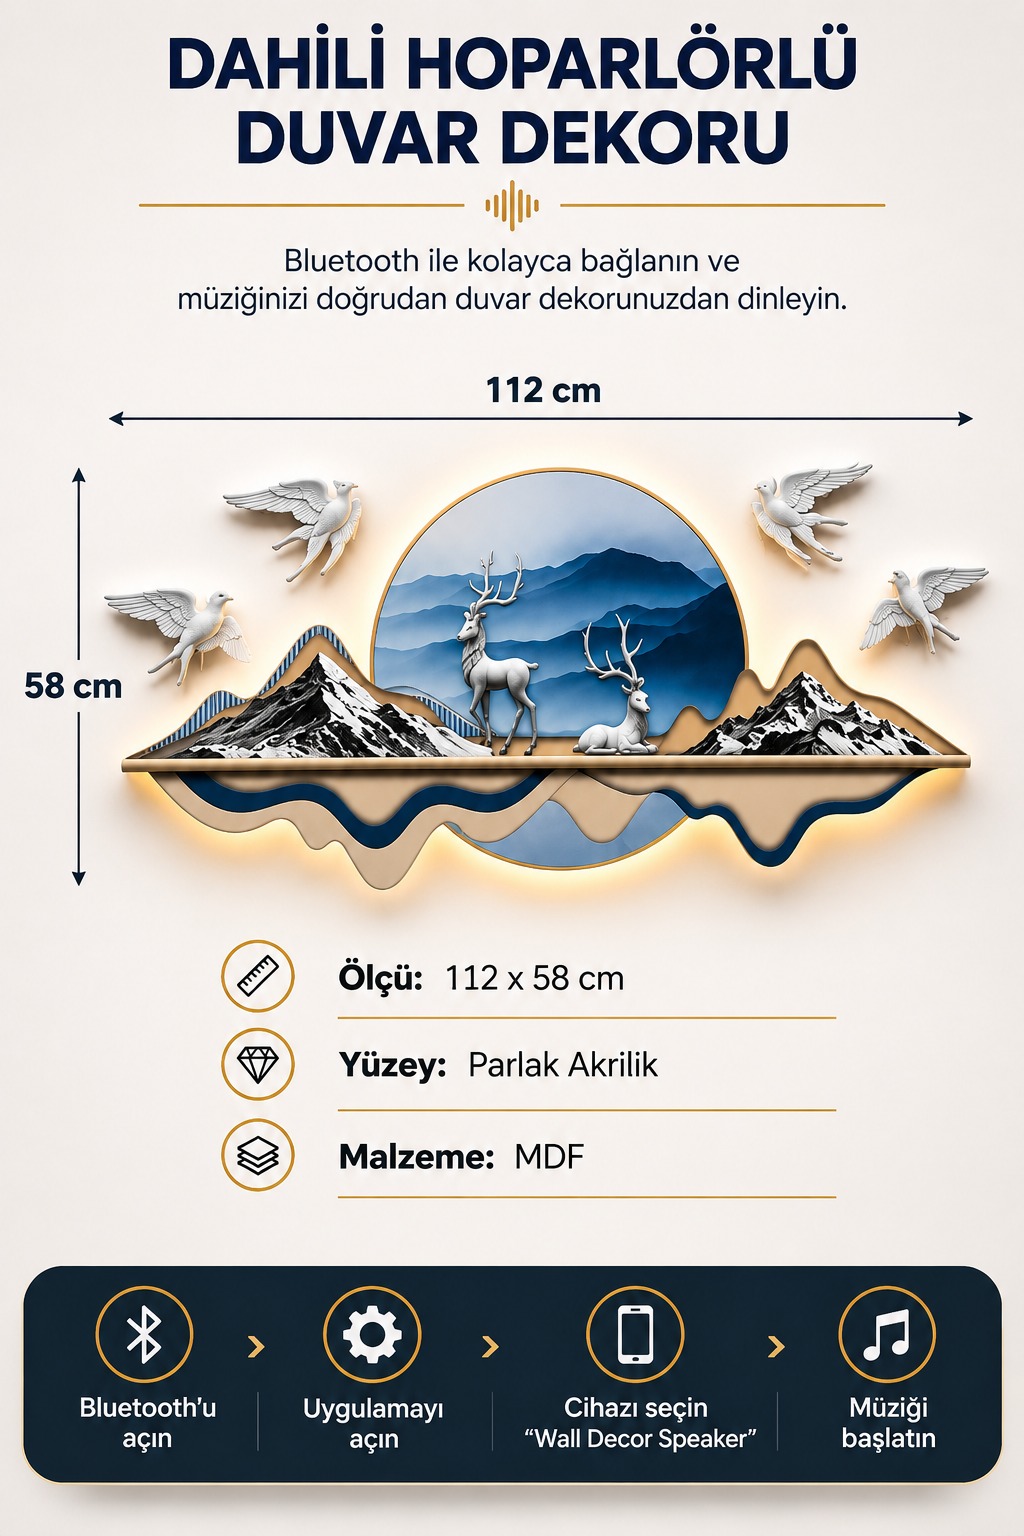 DAHİLİ HOPARLÖRLÜ
DUVAR DEKORU
Bluetooth ile kolayca bağlanın ve
müziğinizi doğrudan duvar dekorunuzdan dinleyin.
112 cm
58 cm
Ölçü: 112 x 58 cm
Yüzey: Parlak Akrilik
Malzeme: MDF
Bluetooth’u
açın
Uygulamayı
açın
Cihazı seçin
“Wall Decor Speaker”
Müziği
başlatın